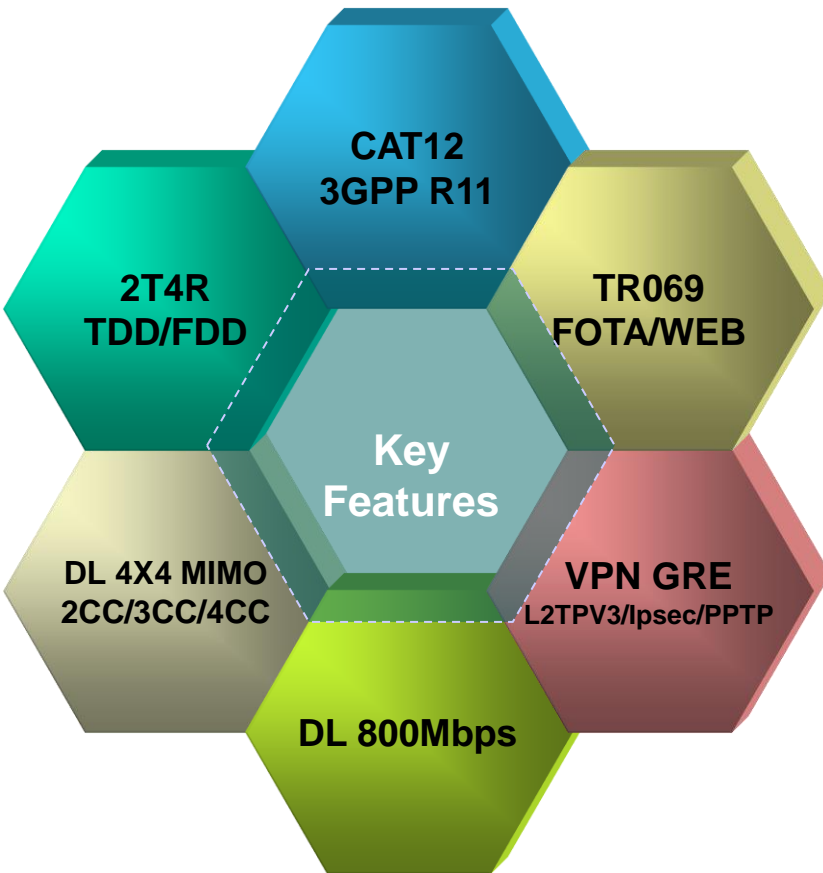 CAT12
3GPP R11
2T4R
TDD/FDD
TR069
FOTA/WEB
Key
Features
DL 4X4 MIMO
2CC/3CC/4CC
VPN GRE
L2TPV3/Ipsec/PPTP
DL 800Mbps